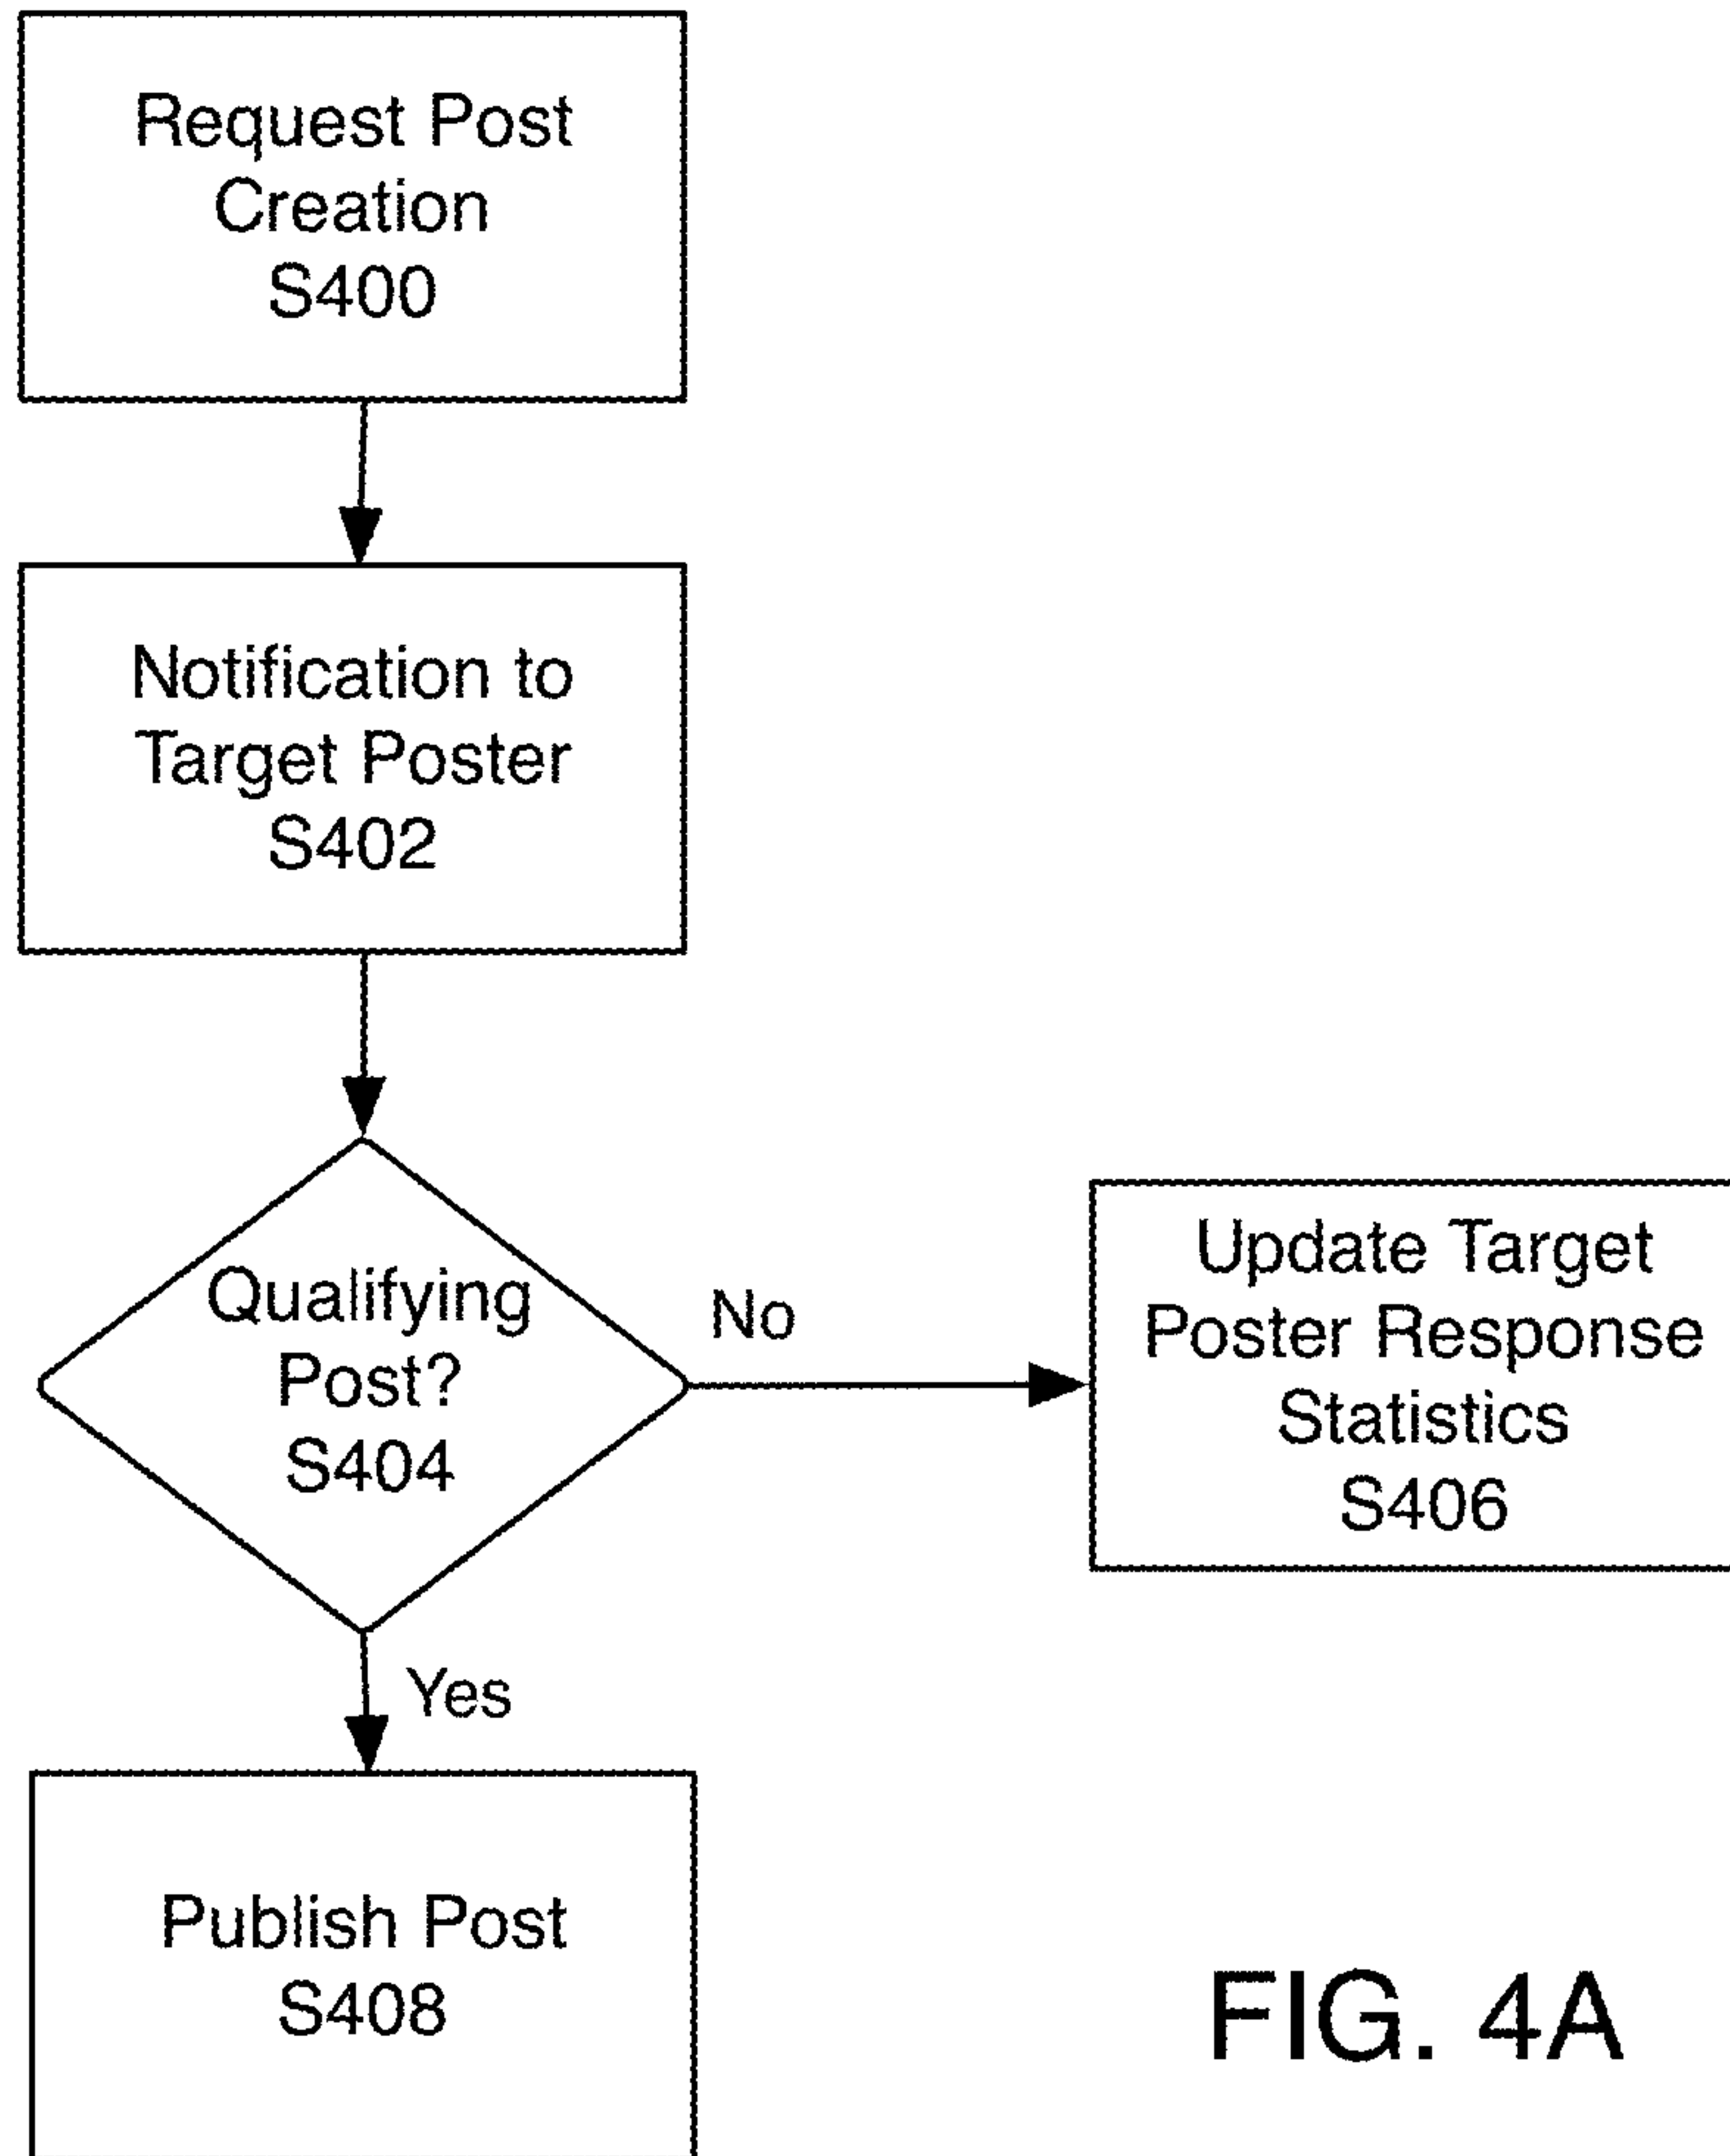 Request Post
Creation
S400
Notification to
Target Poster
S402
Qualifying
Post?
S404
No
Update Target
Poster Response
Statistics
S406
Yes
Publish Post
S408
FIG. 4A